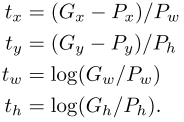 t_x = (G_x − P_x)/P_w
t_y = (G_y − P_y)/P_h
t_w = log(G_w/P_w)
t_h = log(G_h/P_h).